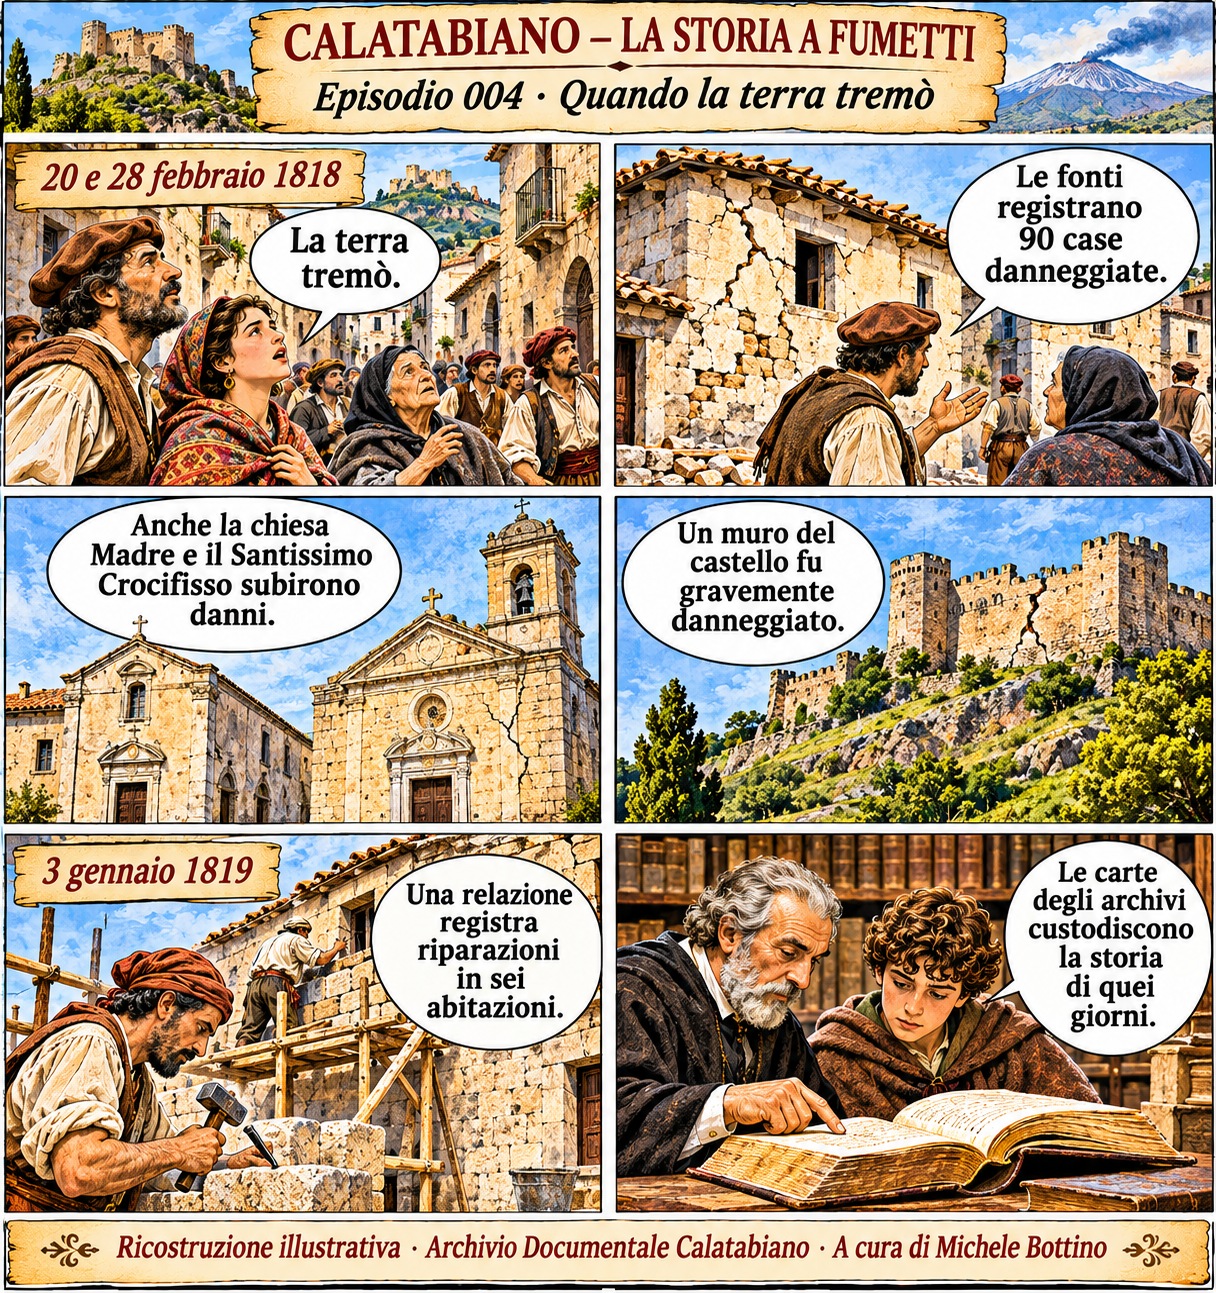 CALATABIANO – LA STORIA A FUMETTI
Episodio 004 · Quando la terra tremò
20 e 28 febbraio 1818
La terra
tremò.
Le fonti
registrano
90 case
danneggiate.
Anche la chiesa
Madre e il Santissimo
Crocifisso subirono
danni.
Un muro del
castello fu
gravemente
danneggiato.
3 gennaio 1819
Una relazione
registra
riparazioni
in sei
abitazioni.
Le carte
degli archivi
custodiscono
la storia
di quei
giorni.
Ricostruzione illustrativa · Archivio Documentale Calatabiano · A cura di Michele Bottino